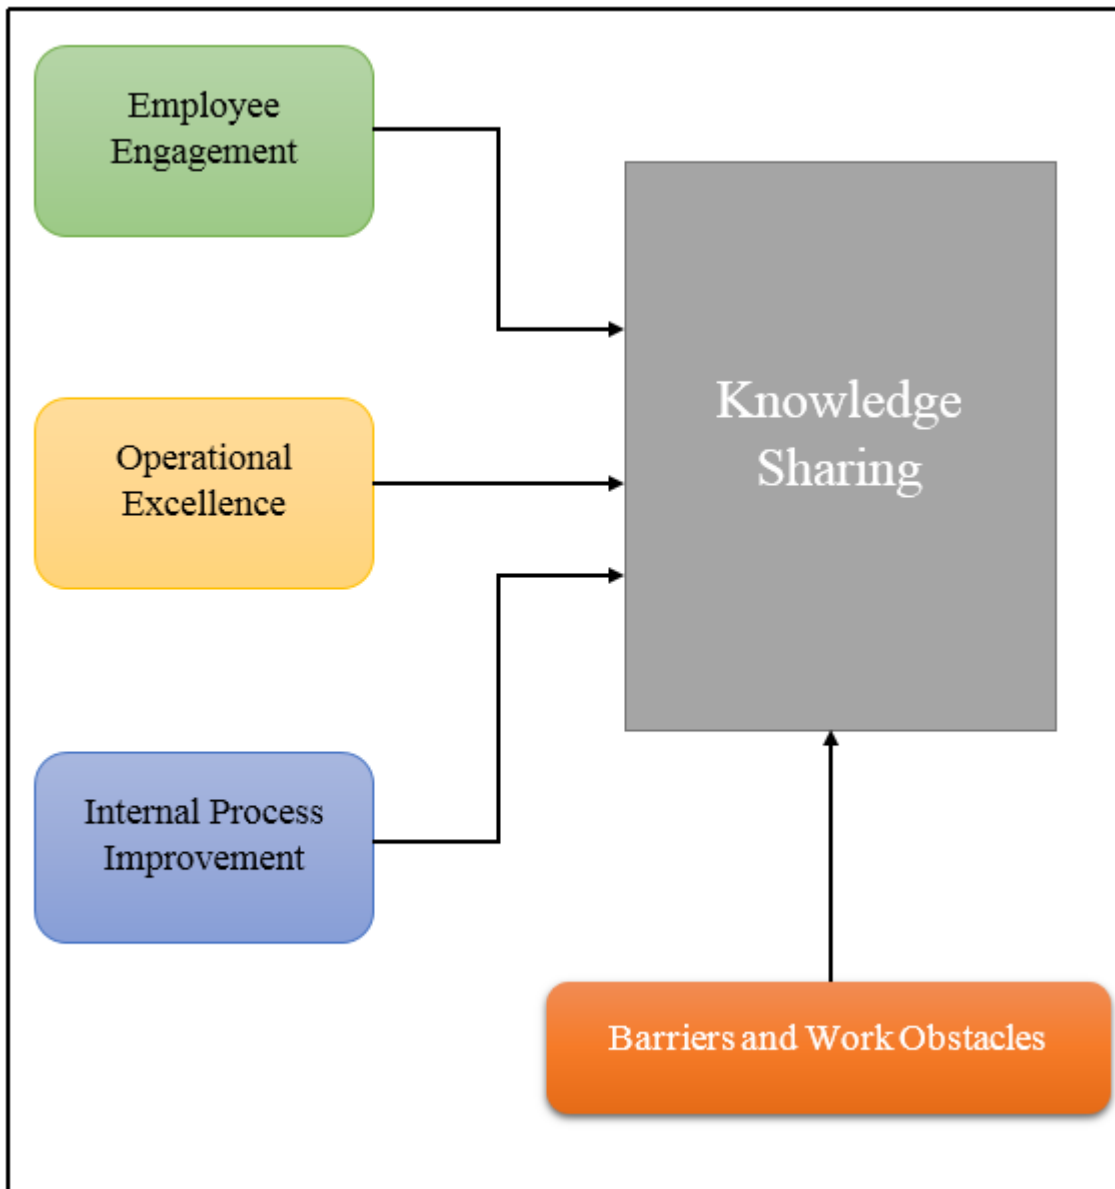 Employee
Engagement
Knowledge
Sharing
Operational
Excellence
Internal Process
Improvement
Barriers and Work Obstacles